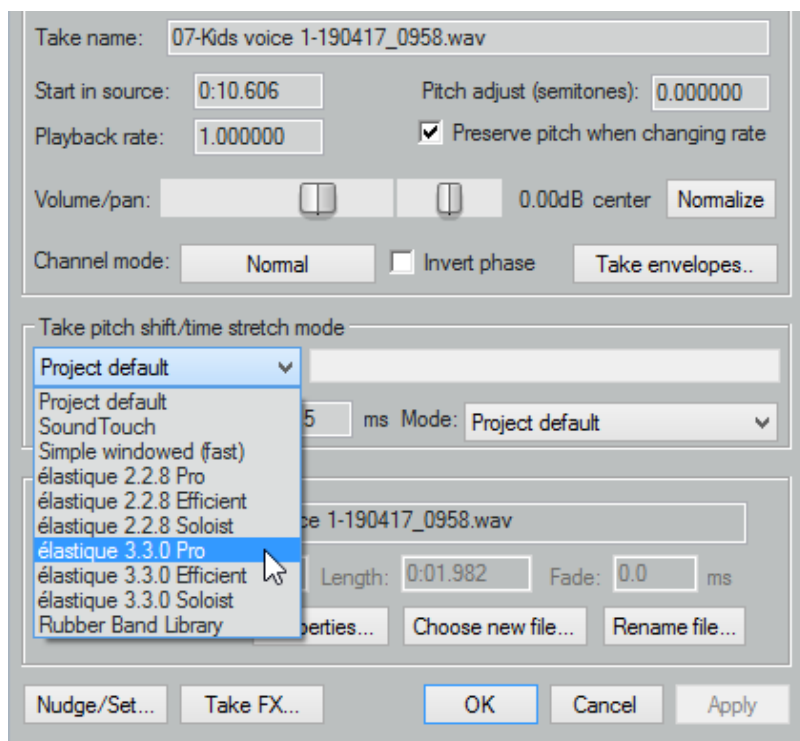 Take name: 07-Kids voice 1-190417_0958.wav
Start in source: 0:10.606 Pitch adjust (semitones): 0.000000
Playback rate: 1.000000 Preserve pitch when changing rate
Volume/pan: 0.00dB center Normalize
Channel mode: Normal Invert phase Take envelopes..
Take pitch shift/time stretch mode
Project default
Project default
SoundTouch
5 ms Mode: Project default
Simple windowed (fast)
élastique 2.2.8 Pro
élastique 2.2.8 Efficient
élastique 2.2.8 Soloist
ce 1-190417_0958.wav
élastique 3.3.0 Pro
élastique 3.3.0 Efficient
Length: 0:01.982 Fade: 0.0 ms
élastique 3.3.0 Soloist
Rubber Band Library
perties... Choose new file... Rename file...
Nudge/Set... Take FX... OK Cancel Apply